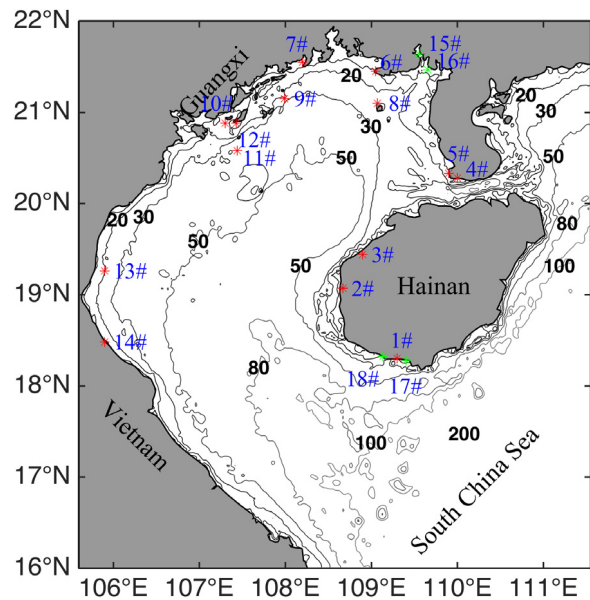 22°N
21°N
20°N
19°N
18°N
17°N
16°N
106°E
107°E
108°E
109°E
110°E
111°E
Guangxi
Hainan
Vietnam
South China Sea
7#
15#
6#
16#
10#
9#
8#
12#
11#
5#
4#
3#
2#
13#
14#
1#
18#
17#
20
20
30
30
50
50
20
30
50
50
80
100
80
100
200